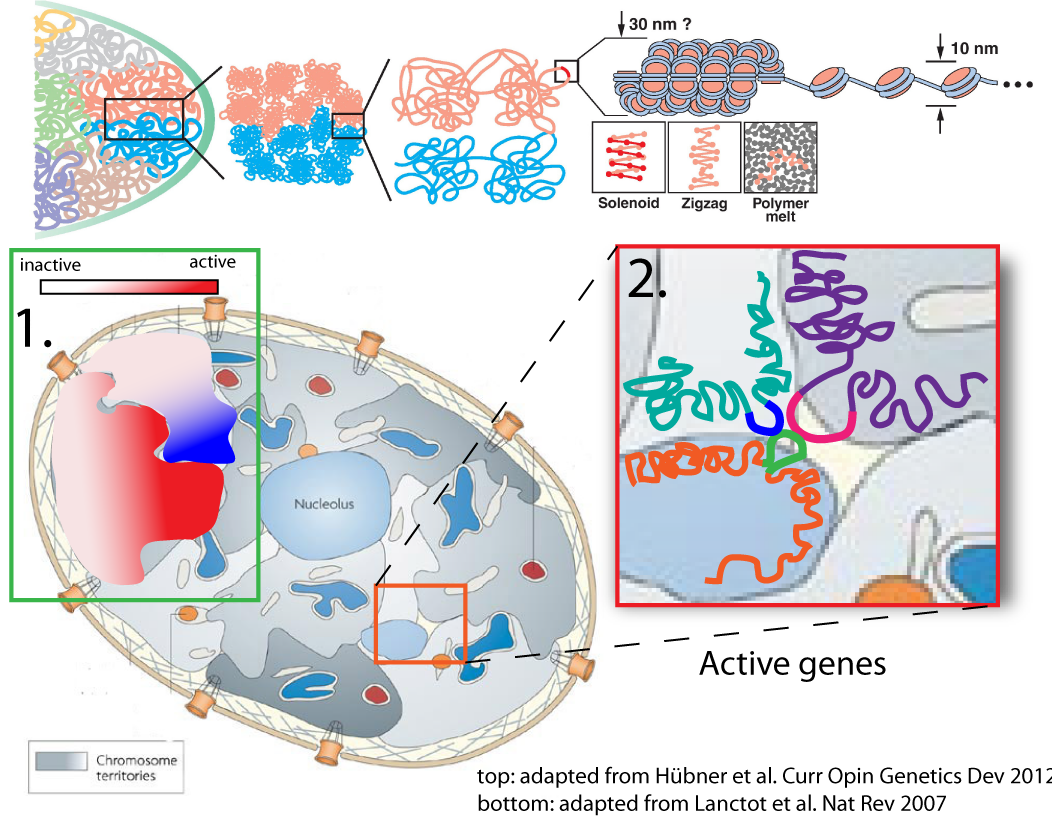 30 nm ?
10 nm
Solenoid
Zigzag
Polymer
melt
inactive
active
1.
2.
Nucleolus
Active genes
Chromosome
territories
top: adapted from Hübner et al. Curr Opin Genetics Dev 2012
bottom: adapted from Lanctot et al. Nat Rev 2007